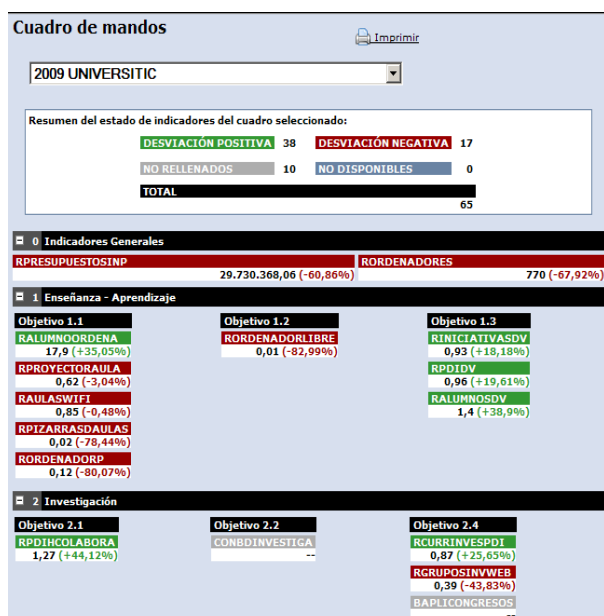 Cuadro de mandos
Imprimir
2009 UNIVERSITIC
Resumen del estado de indicadores del cuadro seleccionado:
DESVIACIÓN POSITIVA 38 DESVIACIÓN NEGATIVA 17
NO RELLENADOS 10 NO DISPONIBLES 0
TOTAL
65
0 Indicadores Generales
RPRESUPUESTOSINP RORDENADORES
29.730.368,06 (-60,86%) 770 (-67,92%)
1 Enseñanza - Aprendizaje
Objetivo 1.1 Objetivo 1.2 Objetivo 1.3
RALUMNOORDENA RORDENADORLIBRE RINICIATIVASDV
17,9 (+35,05%) 0,01 (-82,99%) 0,93 (+18,18%)
RPROYECTORAULA RPDIDV
0,62 (-3,04%) 0,96 (+19,61%)
RAULASWIFI RALUMNOSDV
0,85 (-0,48%) 1,4 (+38,9%)
RPIZARRASDAULAS
0,02 (-78,44%)
RORDENADORP
0,12 (-80,07%)
2 Investigación
Objetivo 2.1 Objetivo 2.2 Objetivo 2.4
RPDIHCOLABORA CONBDINVESTIGA RCURRINVESPDI
1,27 (+44,12%) -- 0,87 (+25,65%)
RGRUPOSINVWEB
0,39 (-43,83%)
BAPLICONGRESOS
--